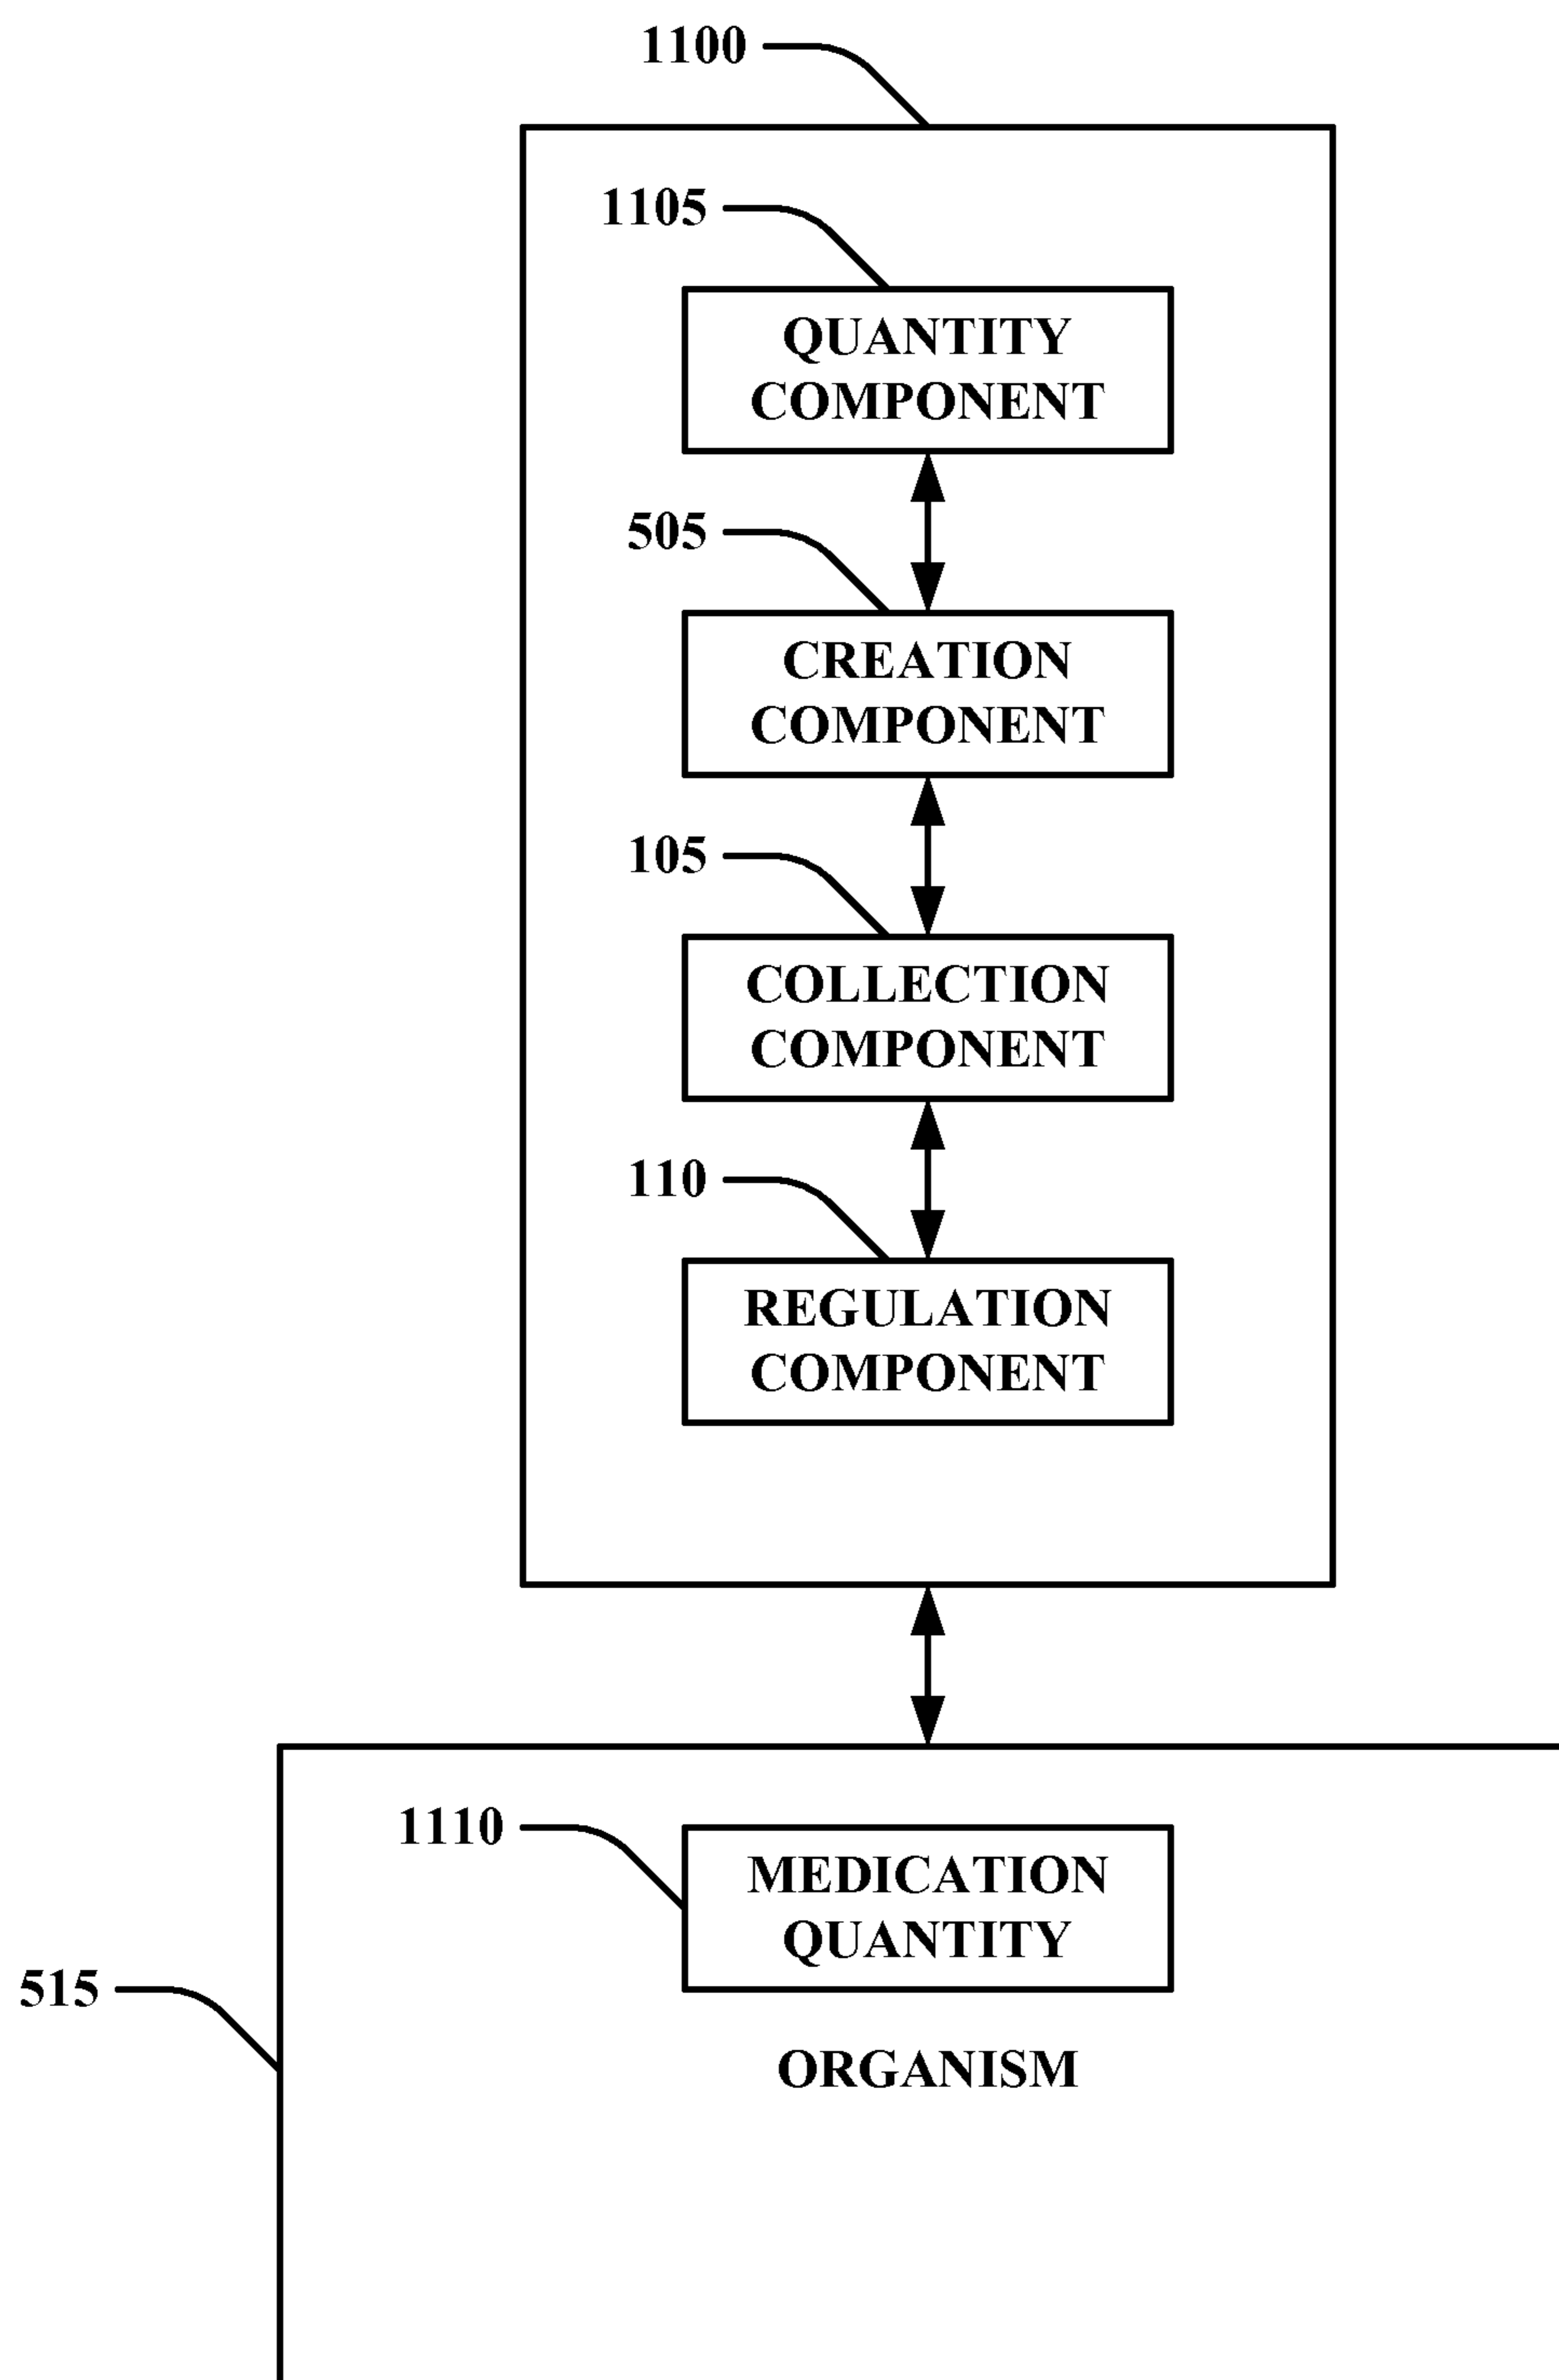 1100
1105
QUANTITY
COMPONENT
505
CREATION
COMPONENT
105
COLLECTION
COMPONENT
110
REGULATION
COMPONENT
1110
MEDICATION
QUANTITY
515
ORGANISM